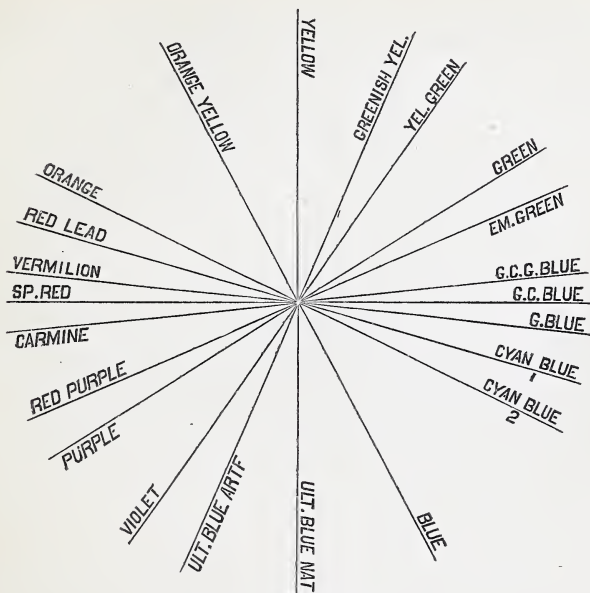 YELLOW
GREENISH YEL.
YEL. GREEN
GREEN
EM. GREEN
G.C.G. BLUE
G.C. BLUE
G. BLUE
CYAN BLUE
1
CYAN BLUE
2
BLUE
ULT. BLUE NAT
ULT. BLUE ARTF
VIOLET
PURPLE
RED PURPLE
CARMINE
SP. RED
VERMILION
RED LEAD
ORANGE
ORANGE YELLOW